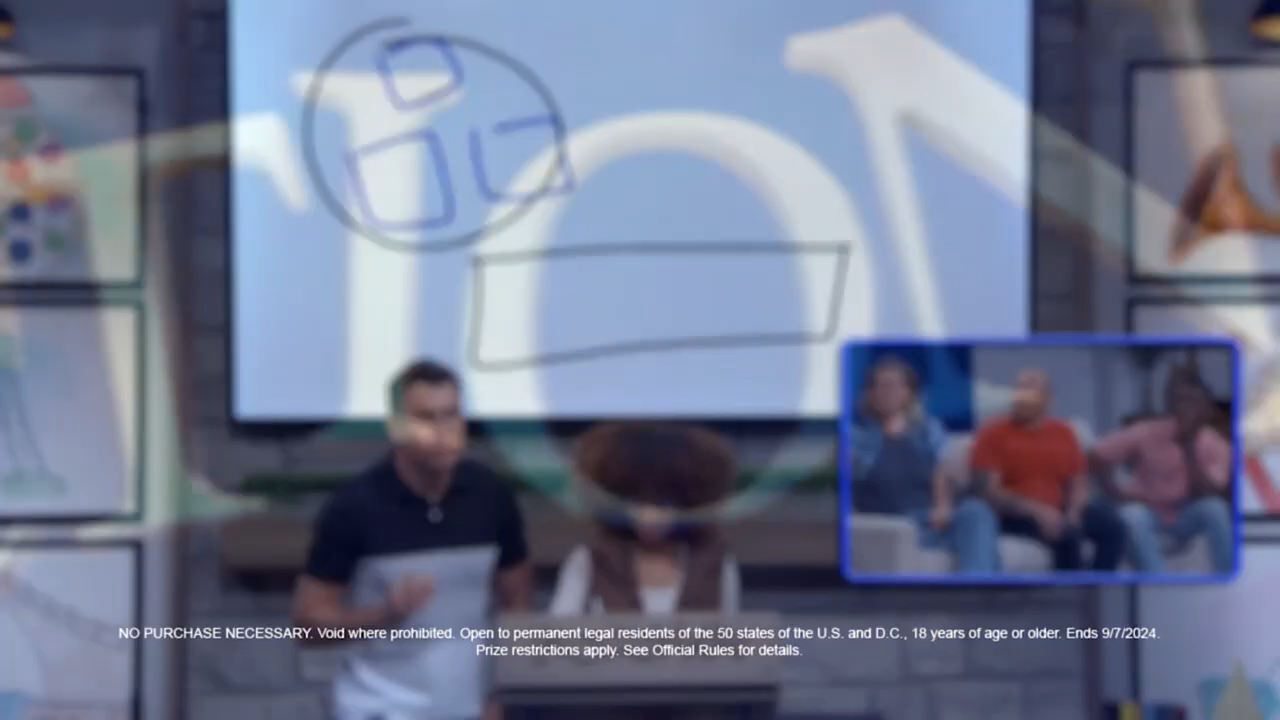 NO PURCHASE NECESSARY. Void where prohibited. Open to permanent legal residents of the 50 states of the U.S. and D.C., 18 years of age or older. Ends 9/7/2024.
Prize restrictions apply. See Official Rules for details.